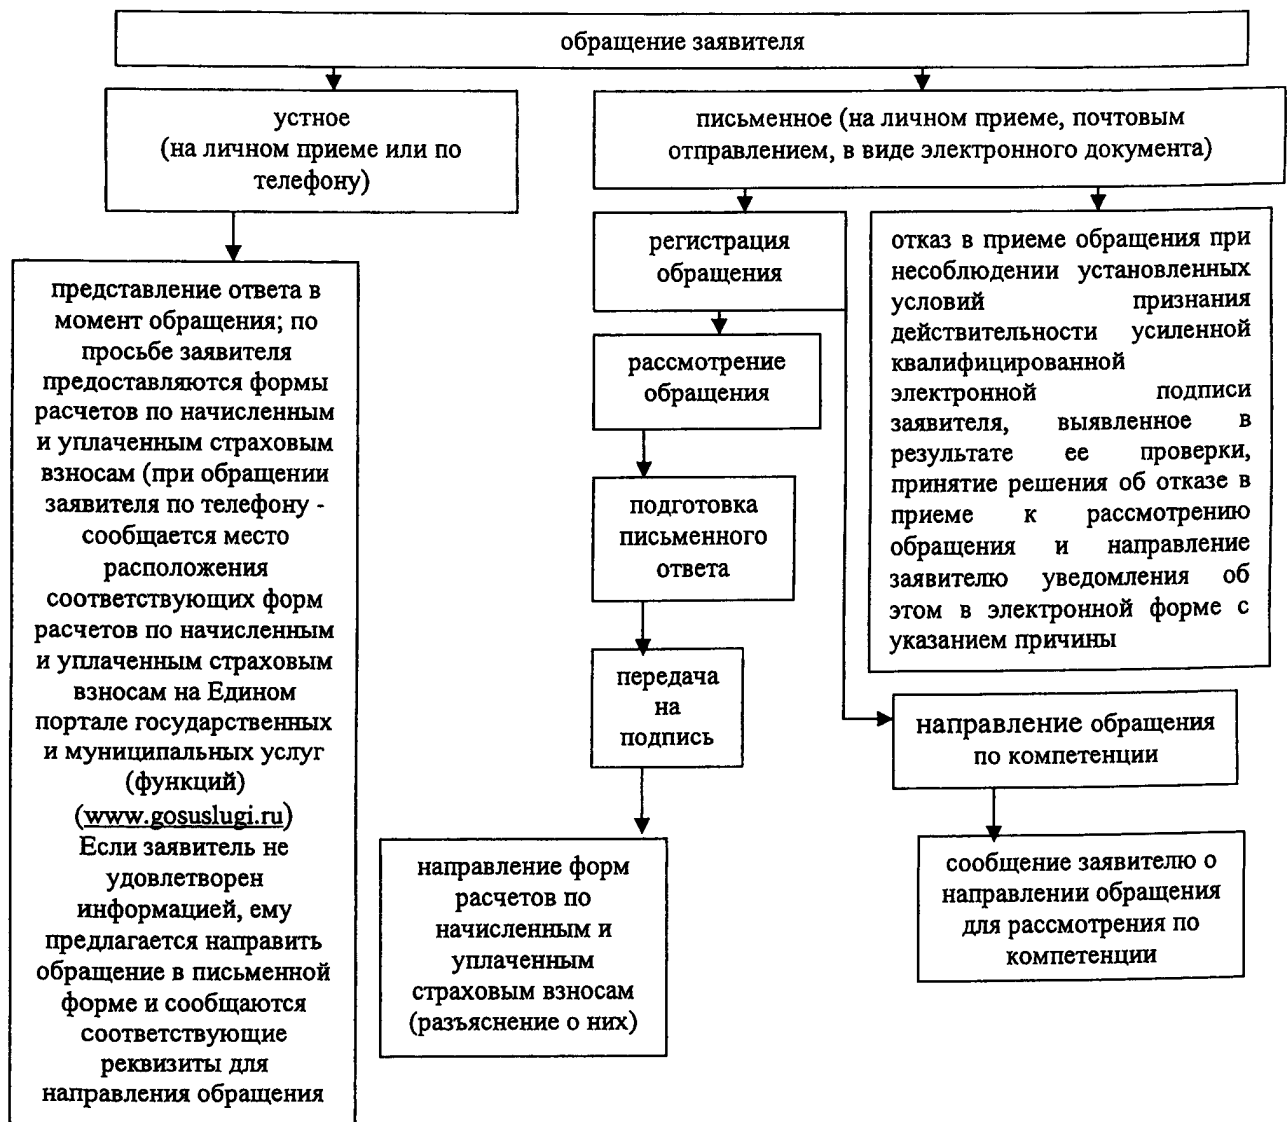 обращение заявителя
устное
(на личном приеме или по
телефону)
письменное (на личном приеме, почтовым
отправлением, в виде электронного документа)
представление ответа в
момент обращения; по
просьбе заявителя
предоставляются формы
расчетов по начисленным
и уплаченным страховым
взносам (при обращении
заявителя по телефону -
сообщается место
расположения
соответствующих форм
расчетов по начисленным
и уплаченным страховым
взносам на Едином
портале государственных
и муниципальных услуг
(функций)
(www.gosuslugi.ru)
Если заявитель не
удовлетворен
информацией, ему
предлагается направить
обращение в письменной
форме и сообщаются
соответствующие
реквизиты для
направления обращения
регистрация
обращения
рассмотрение
обращения
подготовка
письменного
ответа
передача
на
подпись
направление форм
расчетов по
начисленным и
уплаченным
страховым взносам
(разъяснение о них)
отказ в приеме обращения при
несоблюдении установленных
условий признания
действительности усиленной
квалифицированной
электронной подписи
заявителя, выявленное в
результате ее проверки,
принятие решения об отказе в
приеме к рассмотрению
обращения и направление
заявителю уведомления об
этом в электронной форме с
указанием причины
направление обращения
по компетенции
сообщение заявителю о
направлении обращения
для рассмотрения по
компетенции